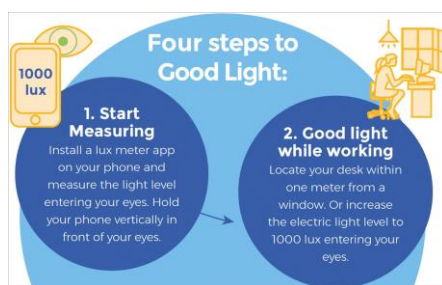 Four steps to
Good Light:
1000
lux
1. Start
Measuring
Install a lux meter app
on your phone and
measure the light level
entering your eyes. Hold
your phone vertically in
front of your eyes.
2. Good light
while working
Locate your desk within
one meter from a
window. Or increase
the electric light level to
1000 lux entering your
eyes.